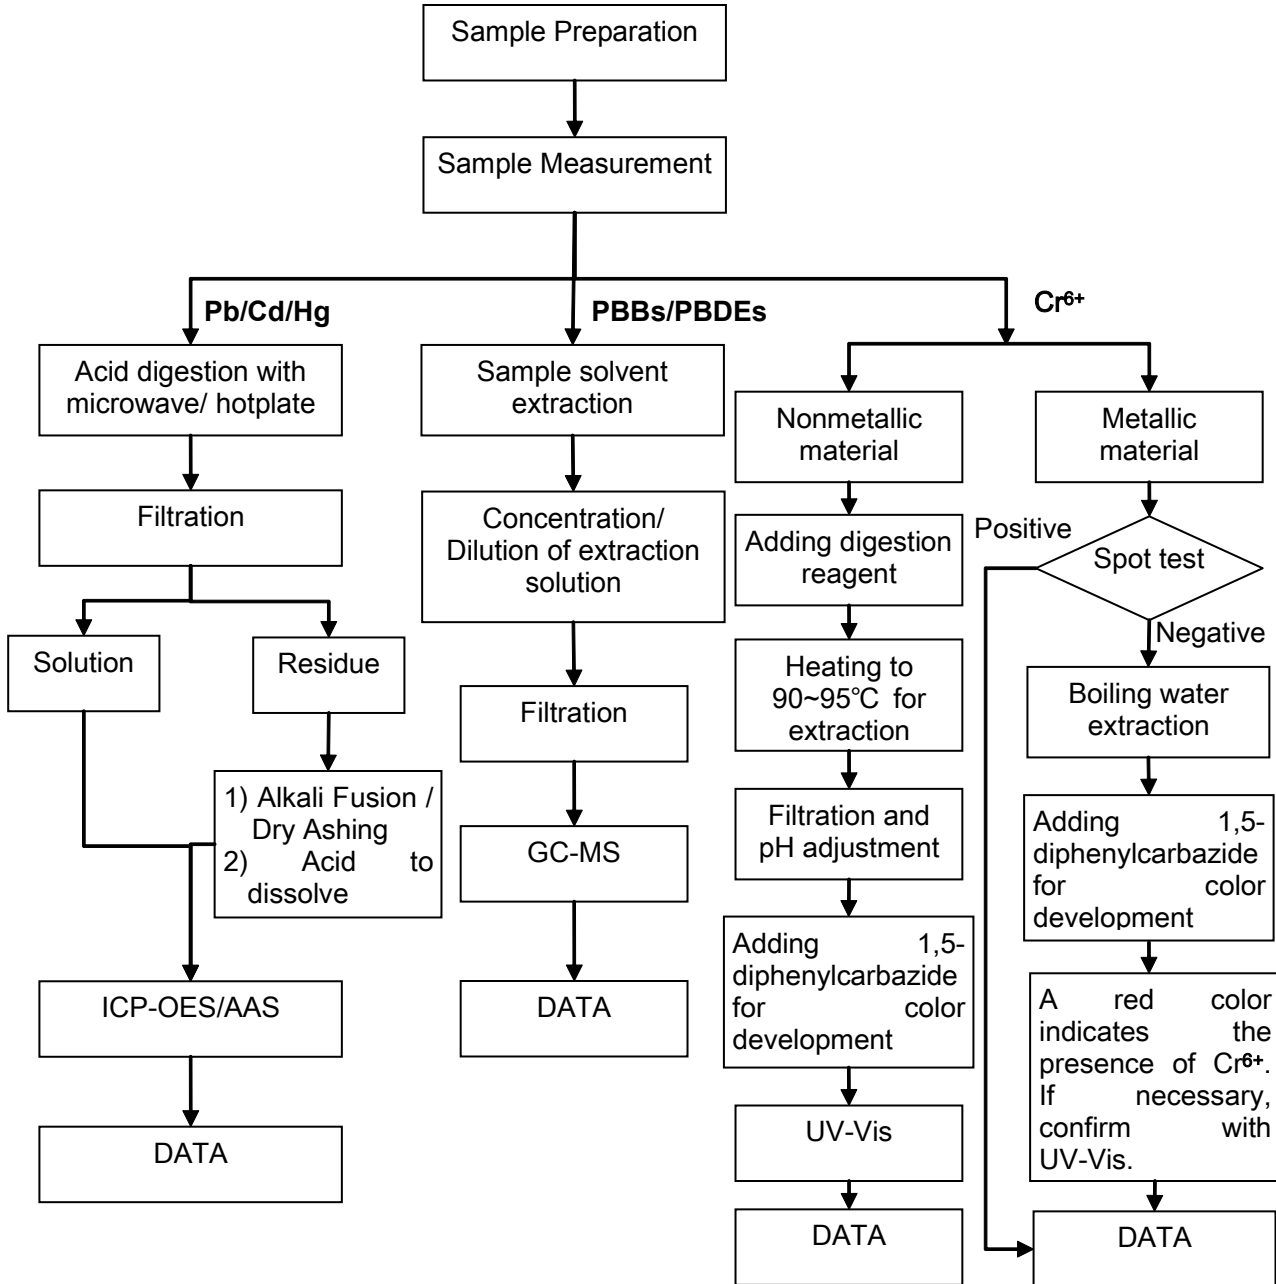 Sample Preparation
Sample Measurement
Pb/Cd/Hg
PBBs/PBDEs
Cr⁶⁺
Acid digestion with
microwave/ hotplate
Filtration
Solution
Residue
1) Alkali Fusion /
Dry Ashing
2) Acid to
dissolve
ICP-OES/AAS
DATA
Sample solvent
extraction
Concentration/
Dilution of extraction
solution
Filtration
GC-MS
DATA
Nonmetallic
material
Adding digestion
reagent
Heating to
90~95℃ for
extraction
Filtration and
pH adjustment
Adding 1,5-
diphenylcarbazide
for color
development
UV-Vis
DATA
Metallic
material
Positive
Spot test
Negative
Boiling water
extraction
Adding 1,5-
diphenylcarbazide
for color
development
A red color
indicates the
presence of Cr⁶⁺.
If necessary,
confirm with
UV-Vis.
DATA